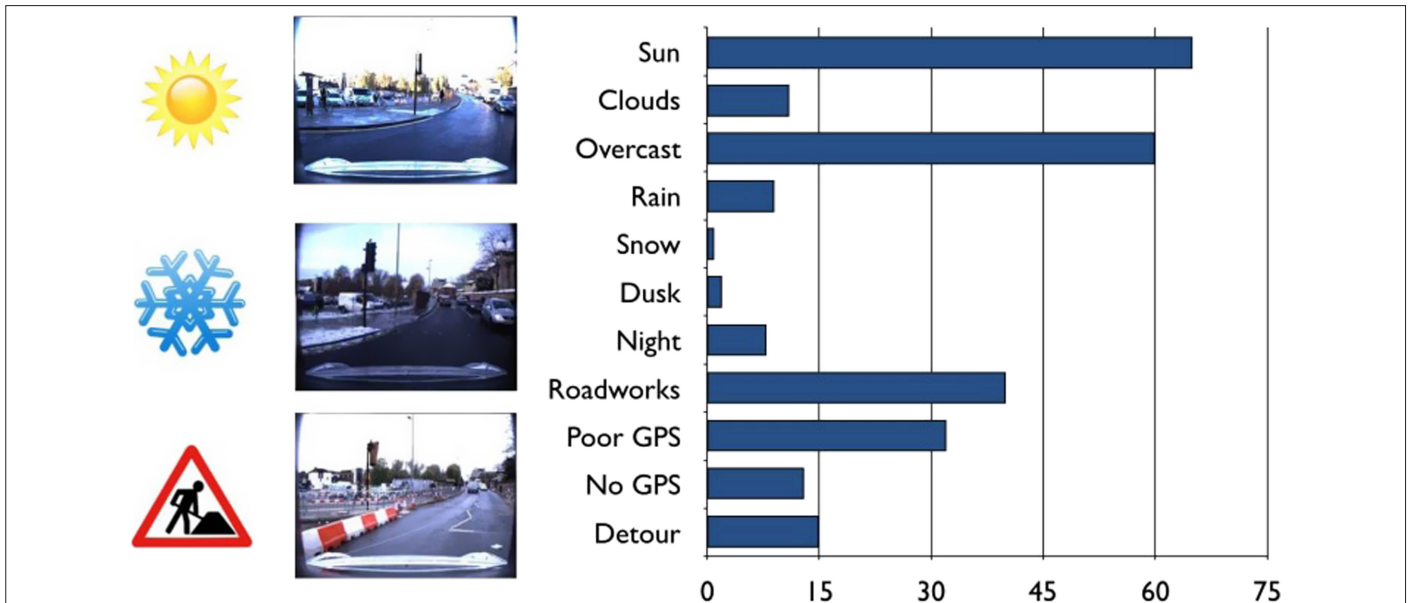 Sun
Clouds
Overcast
Rain
Snow
Dusk
Night
Roadworks
Poor GPS
No GPS
Detour
0 15 30 45 60 75